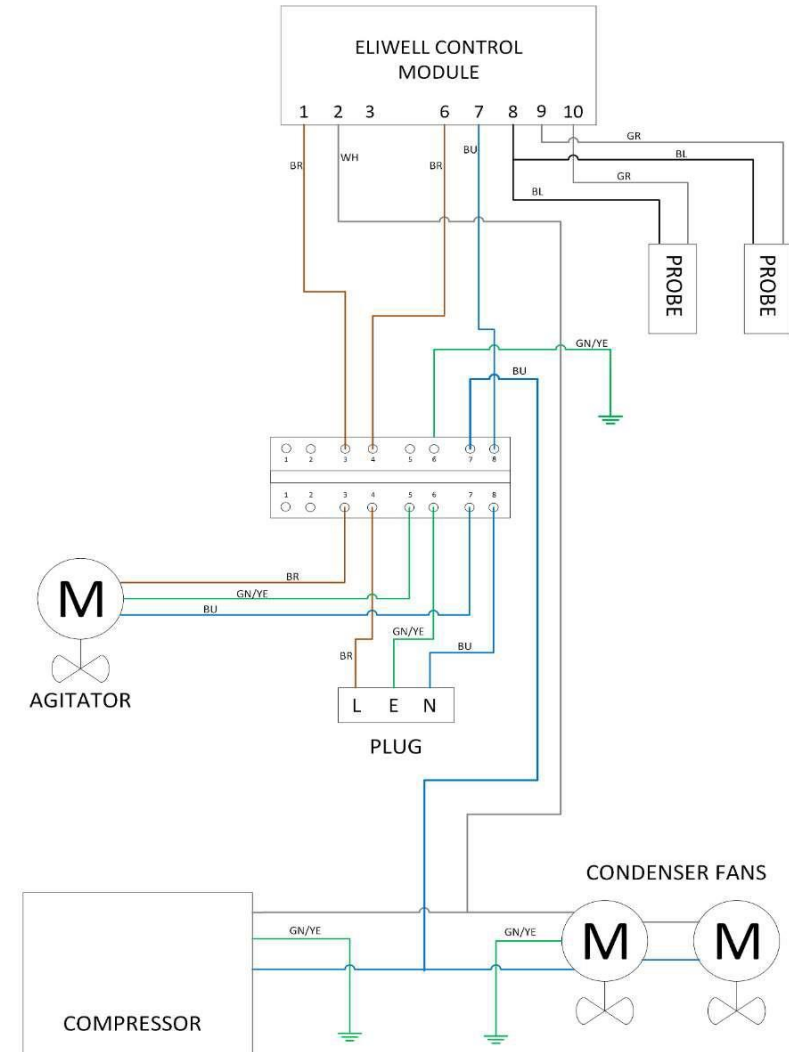 ELIWELL CONTROL
MODULE
1 2 3 6 7 8 9 10
BR
WH
BR
BU
GR
BL
GR
BL
PROBE
PROBE
GN/YE
BU
1 2 3 4 5 6 7 8
1 2 3 4 5 6 7 8
BR
GN/YE
BU
M
AGITATOR
BR
GN/YE
BU
L E N
PLUG
CONDENSER FANS
GN/YE
GN/YE
M
M
COMPRESSOR